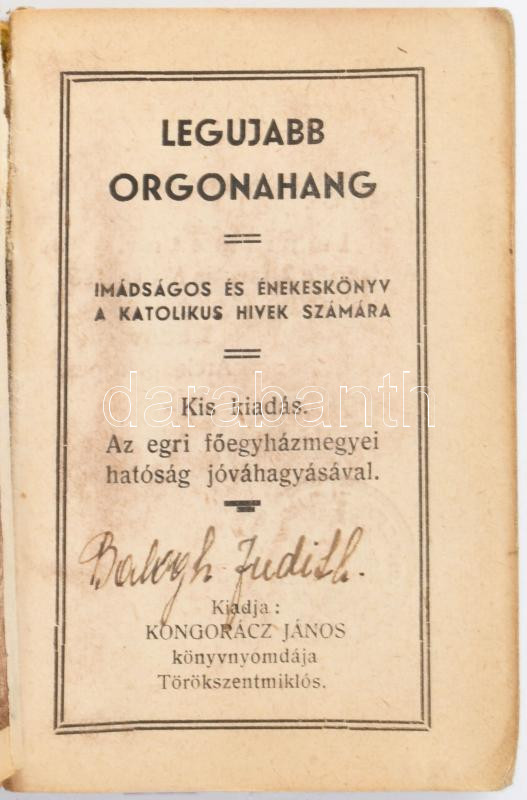 LEGUJABB
ORGONAHANG
IMÁDSÁGOS ÉS ÉNEKESKÖNYV
A KATOLIKUS HIVEK SZÁMÁRA
darabanth
Kis kiadás.
Az egri főegyházmegyei
hatóság jóváhagyásával.
Balogh Judith.
Kiadja :
KONGORÁCZ JÁNOS
könyvnyomdája
Törökszentmiklós.